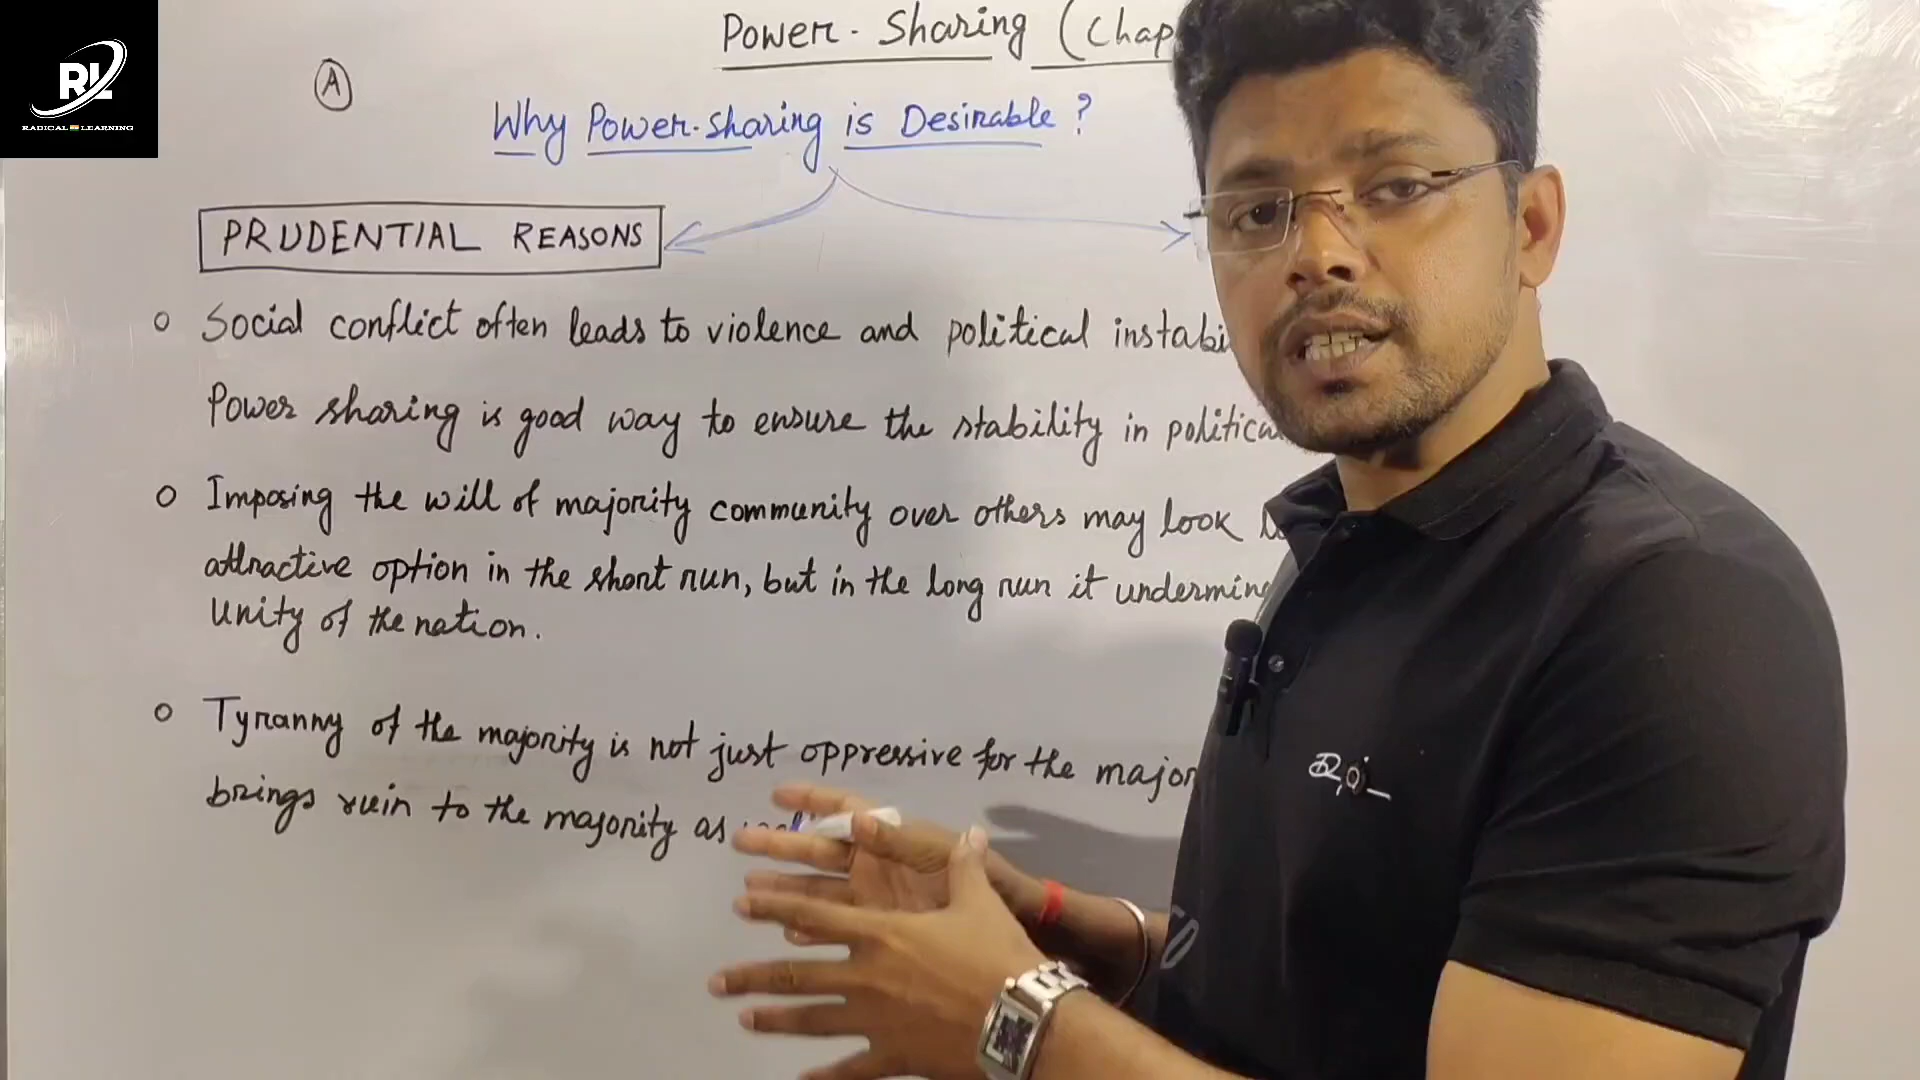 RL
RADICAL LEARNING
Power-Sharing (Chap
A
Why Power-sharing is Desirable?
PRUDENTIAL REASONS
Social conflict often leads to violence and political instabi
Power sharing is good way to ensure the stability in politica
Imposing the will of majority community over others may look
attractive option in the short run, but in the long run it undermin
Unity of the nation.
Tyranny of the majority is not just oppressive for the major
brings ruin to the majority as